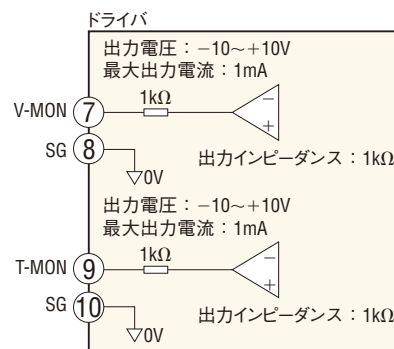 ドライバ
出力電圧：−10～+10V
最大出力電流：1mA
1kΩ
V-MON 7
−
+
SG 8
0V
出力インピーダンス：1kΩ
出力電圧：−10～+10V
最大出力電流：1mA
1kΩ
T-MON 9
−
+
SG 10
0V
出力インピーダンス：1kΩ